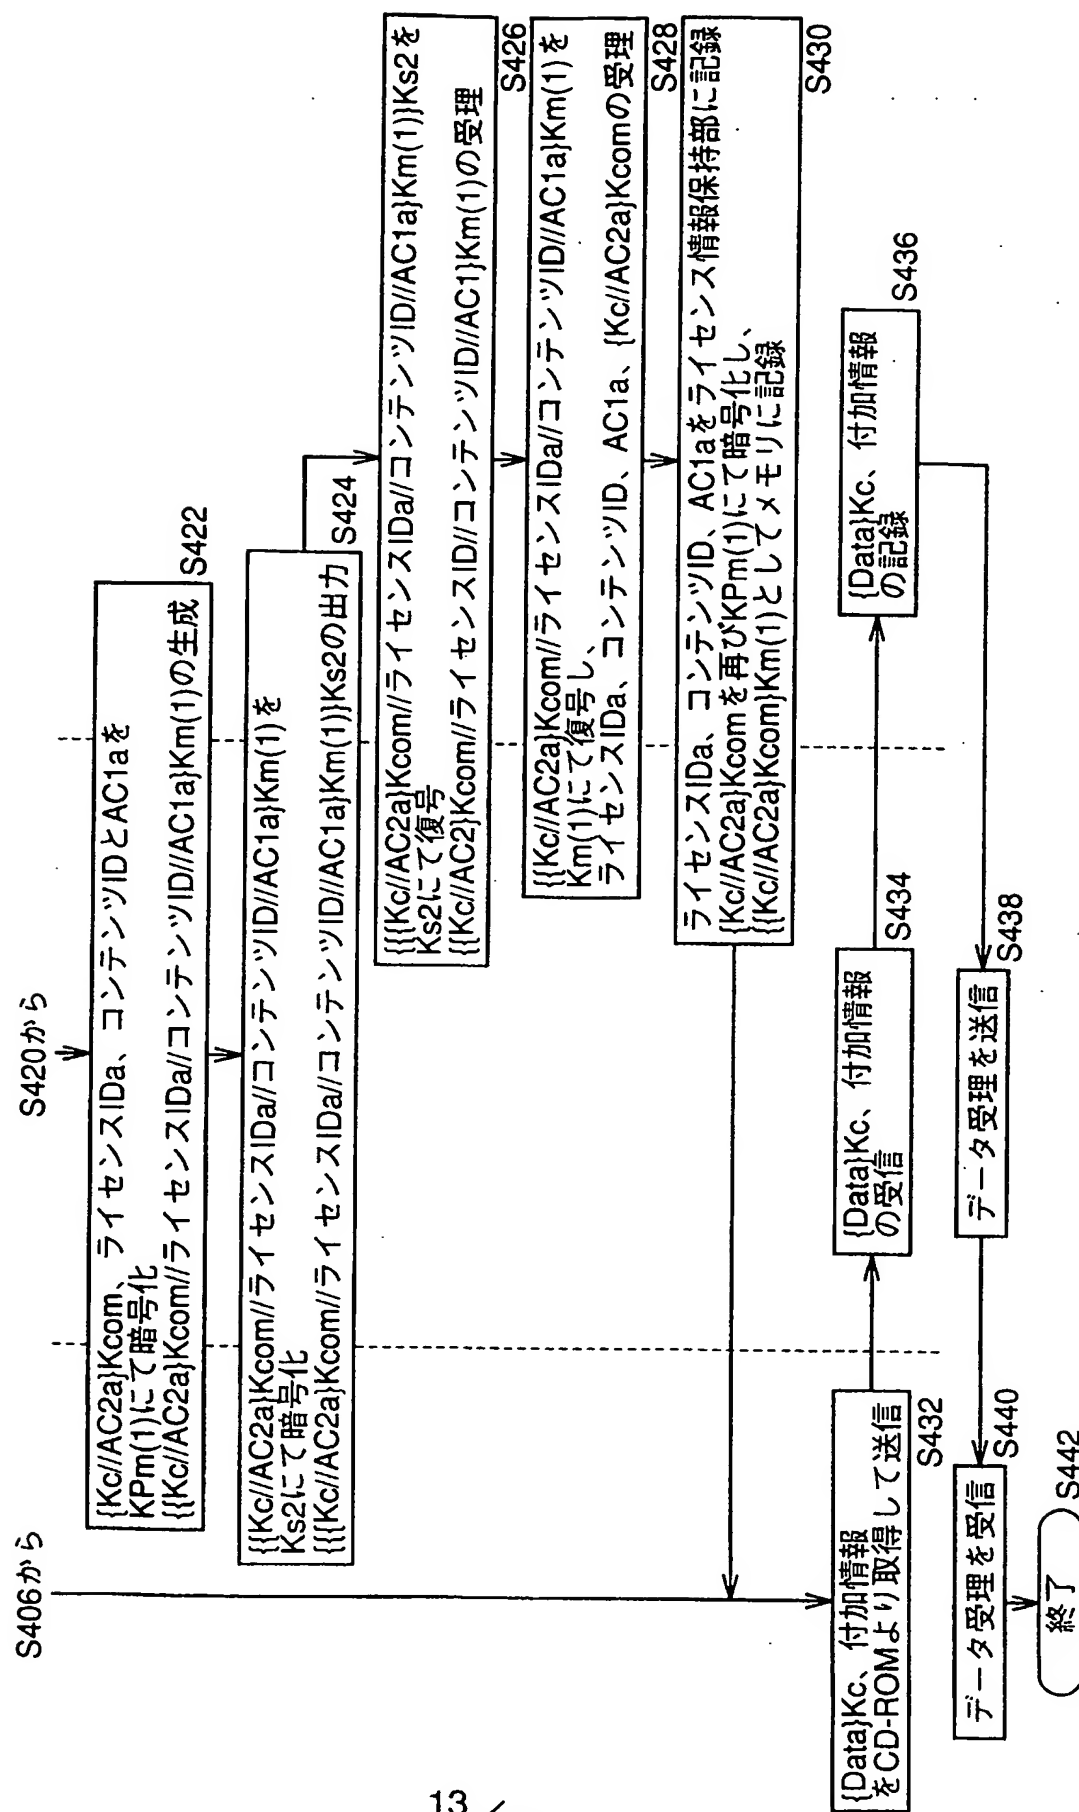 S406から
S420から
{Kc//AC2a}Kcom、ライセンスIDa、コンテンツIDとAC1aを
KPm(1)にて暗号化
{{Kc//AC2a}Kcom//ライセンスIDa//コンテンツID//AC1a}Km(1)の生成
S422
{{Kc//AC2a}Kcom//ライセンスIDa//コンテンツID//AC1a}Km(1)を
Ks2にて暗号化
{{{Kc//AC2a}Kcom//ライセンスIDa//コンテンツID//AC1a}Km(1)}Ks2の出力
S424
{{{Kc//AC2a}Kcom//ライセンスIDa//コンテンツID//AC1a}Km(1)}Ks2を
Ks2にて復号
{{Kc//AC2}Kcom//ライセンスID//コンテンツID//AC1}Km(1)の受理
S426
{{Kc//AC2a}Kcom//ライセンスIDa//コンテンツID//AC1a}Km(1)を
Km(1)にて復号し、
ライセンスIDa、コンテンツID、AC1a、{Kc//AC2a}Kcomの受理
S428
ライセンスIDa、コンテンツID、AC1aをライセンス情報保持部に記録
{Kc//AC2a}Kcomを再びKPm(1)にて暗号化し、
{{Kc//AC2a}Kcom}Km(1)としてメモリに記録
S430
{Data}Kc、付加情報
をCD-ROMより取得して送信
S432
{Data}Kc、付加情報
の受信
S434
{Data}Kc、付加情報
の記録
S436
データ受理を送信
S438
データ受理を受信
S440
終了
S442
13